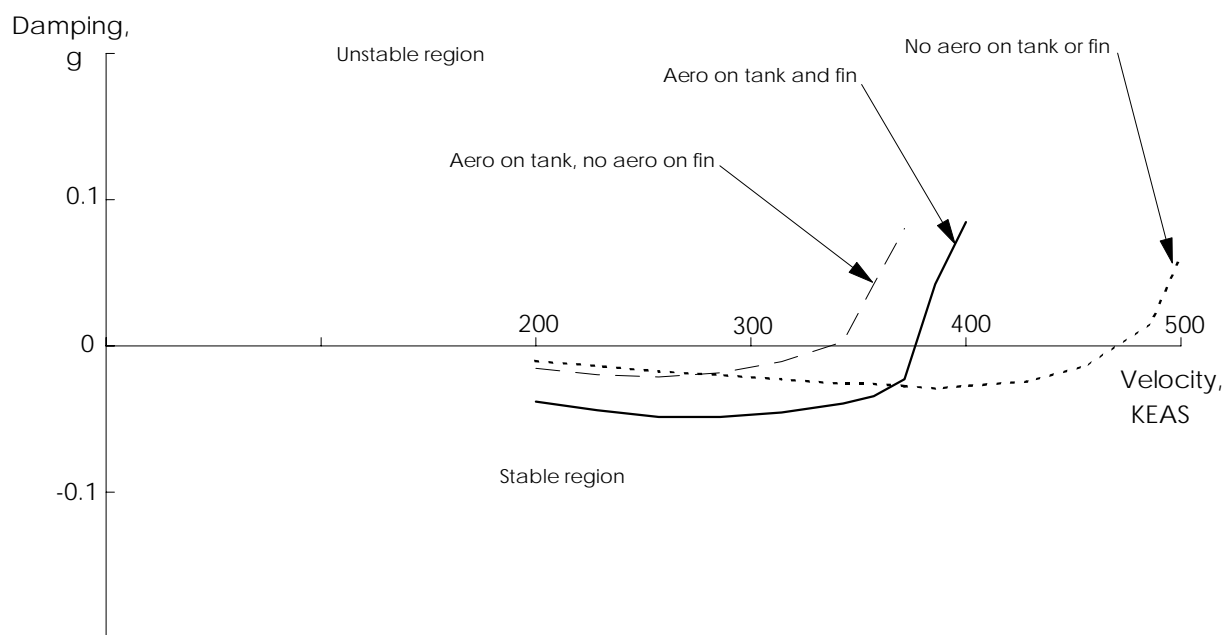 Damping,
g
Unstable region
No aero on tank or fin
Aero on tank and fin
Aero on tank, no aero on fin
0.1
200
300
400
500
0
Velocity,
KEAS
Stable region
-0.1